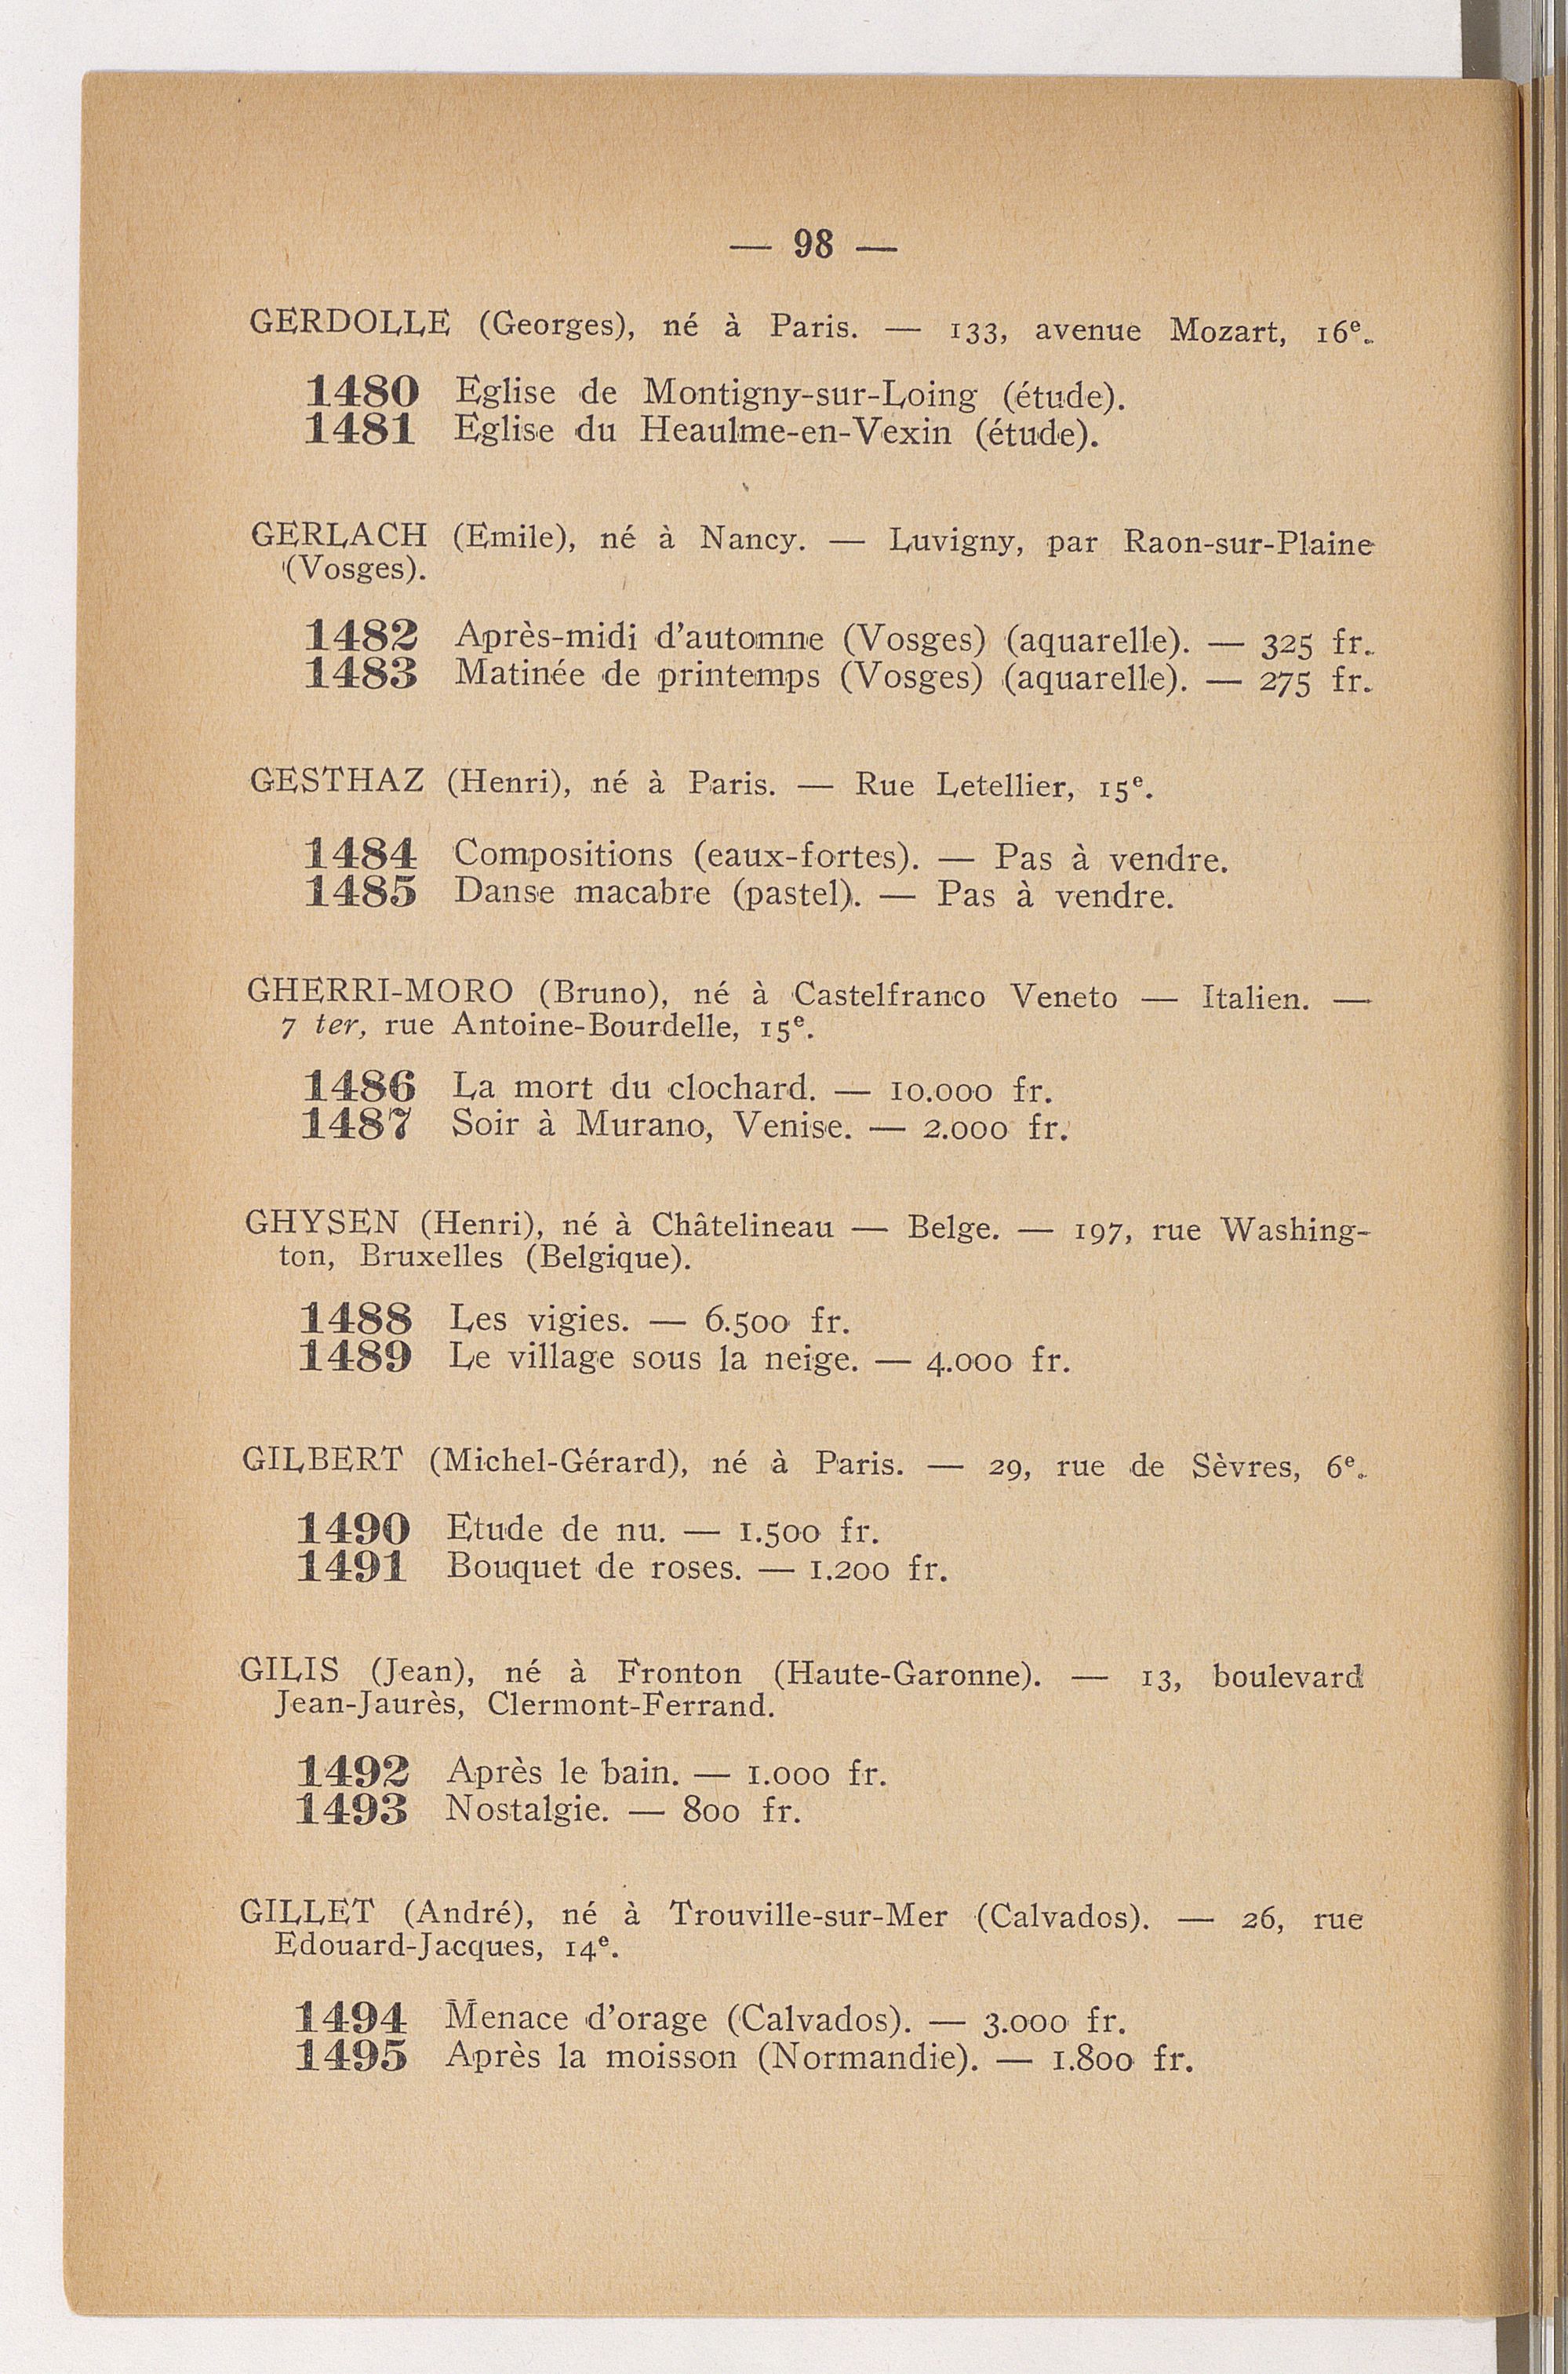 — 98 —
GERDOLLE (Georges), né à Paris. — 133, avenue Mozart, 16e.
1480 Eglise de Montigny-sur-Loing (étude).
1481 Eglise du Heaulme-en-Vexin (étude).
GERLACH (Emile), né à Nancy. — Luvigny, par Raon-sur-Plaine
(Vosges).
1482 Après-midi d'automne (Vosges) (aquarelle). — 325 fr.
1483 Matinée de printemps (Vosges) (aquarelle). — 275 fr.
GESTHAZ (Henri), né à Paris. — Rue Letellier, 15e.
1484 Compositions (eaux-fortes). — Pas à vendre.
1485 Danse macabre (pastel). — Pas à vendre.
GHERRI-MORO (Bruno), né à Castelfranco Veneto — Italien. —
7 ter, rue Antoine-Bourdelle, 15e.
1486 La mort du clochard. — 10.000 fr.
1487 Soir à Murano, Venise. — 2.000 fr.
GHYSEN (Henri), né à Châtelineau — Belge. — 197, rue Washing-
ton, Bruxelles (Belgique).
1488 Les vigies. — 6.500 fr.
1489 Le village sous la neige. — 4.000 fr.
GILBERT (Michel-Gérard), né à Paris. — 29, rue de Sèvres, 6e.
1490 Etude de nu. — 1.500 fr.
1491 Bouquet de roses. — 1.200 fr.
GILIS (Jean), né à Fronton (Haute-Garonne). — 13, boulevard
Jean-Jaurès, Clermont-Ferrand.
1492 Après le bain. — 1.000 fr.
1493 Nostalgie. — 800 fr.
GILLET (André), né à Trouville-sur-Mer (Calvados). — 26, rue
Edouard-Jacques, 14e.
1494 Menace d'orage (Calvados). — 3.000 fr.
1495 Après la moisson (Normandie). — 1.800 fr.